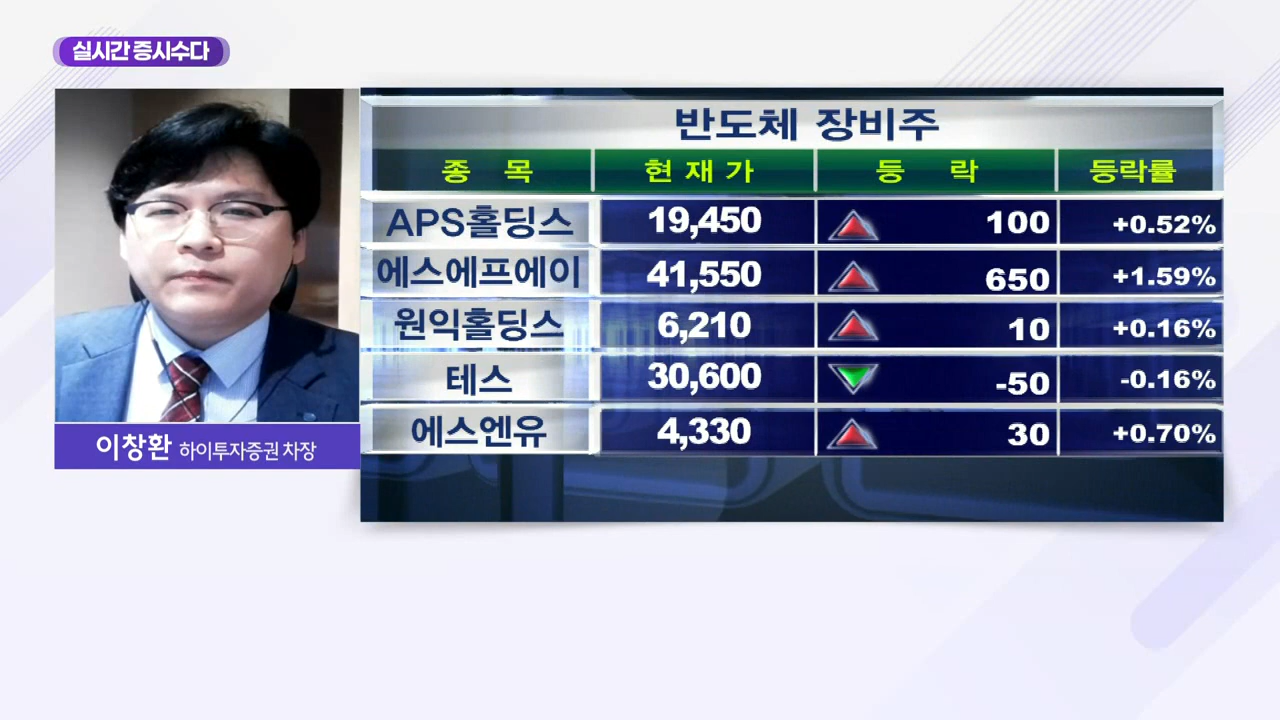 실시간 증시수다
반도체 장비주
종 목 현 재 가 등 락 등락률
APS홀딩스 19,450 100 +0.52%
에스에프에이 41,550 650 +1.59%
원익홀딩스 6,210 10 +0.16%
테스 30,600 -50 -0.16%
에스엔유 4,330 30 +0.70%
이창환 하이투자증권 차장